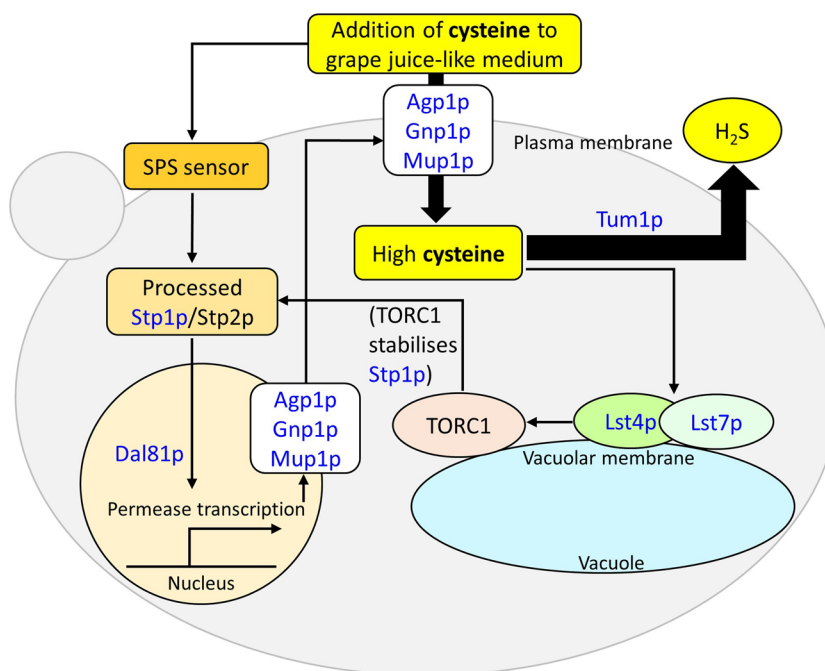 Addition of cysteine to
grape juice-like medium
Agp1p
Gnp1p
Mup1p
Plasma membrane
H₂S
SPS sensor
Tum1p
High cysteine
Processed
Stp1p/Stp2p
(TORC1
stabilises
Stp1p)
Agp1p
Gnp1p
Mup1p
TORC1
Lst4p
Lst7p
Dal81p
Vacuolar membrane
Permease transcription
Vacuole
Nucleus